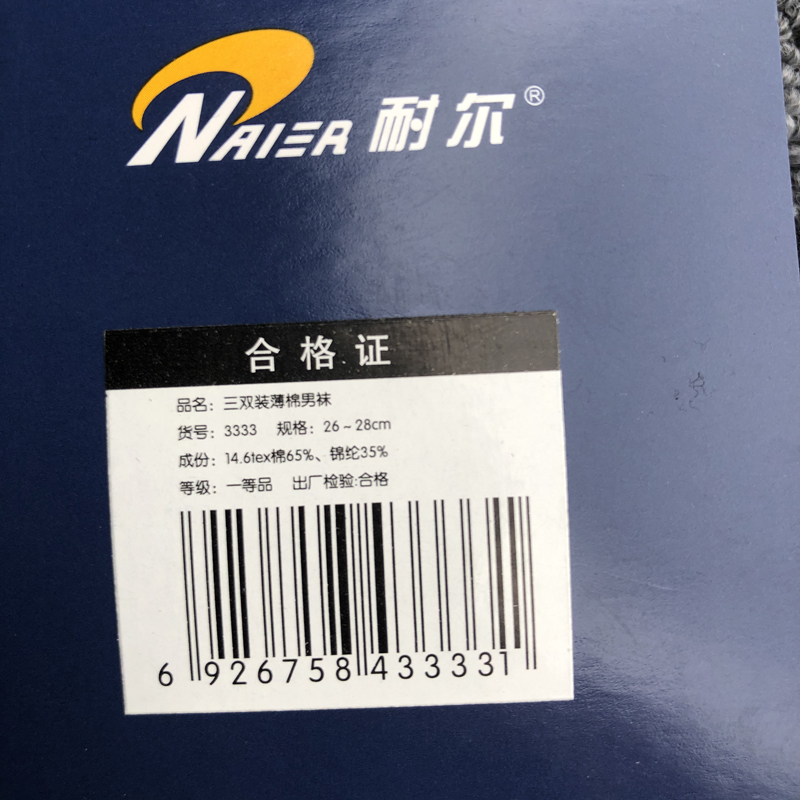 NAIER 耐尔®
合格证
品名：三双装薄棉男袜
货号：3333 规格：26～28cm
成份：14.6tex棉65%、锦纶35%
等级：一等品 出厂检验:合格
6 926758 433331